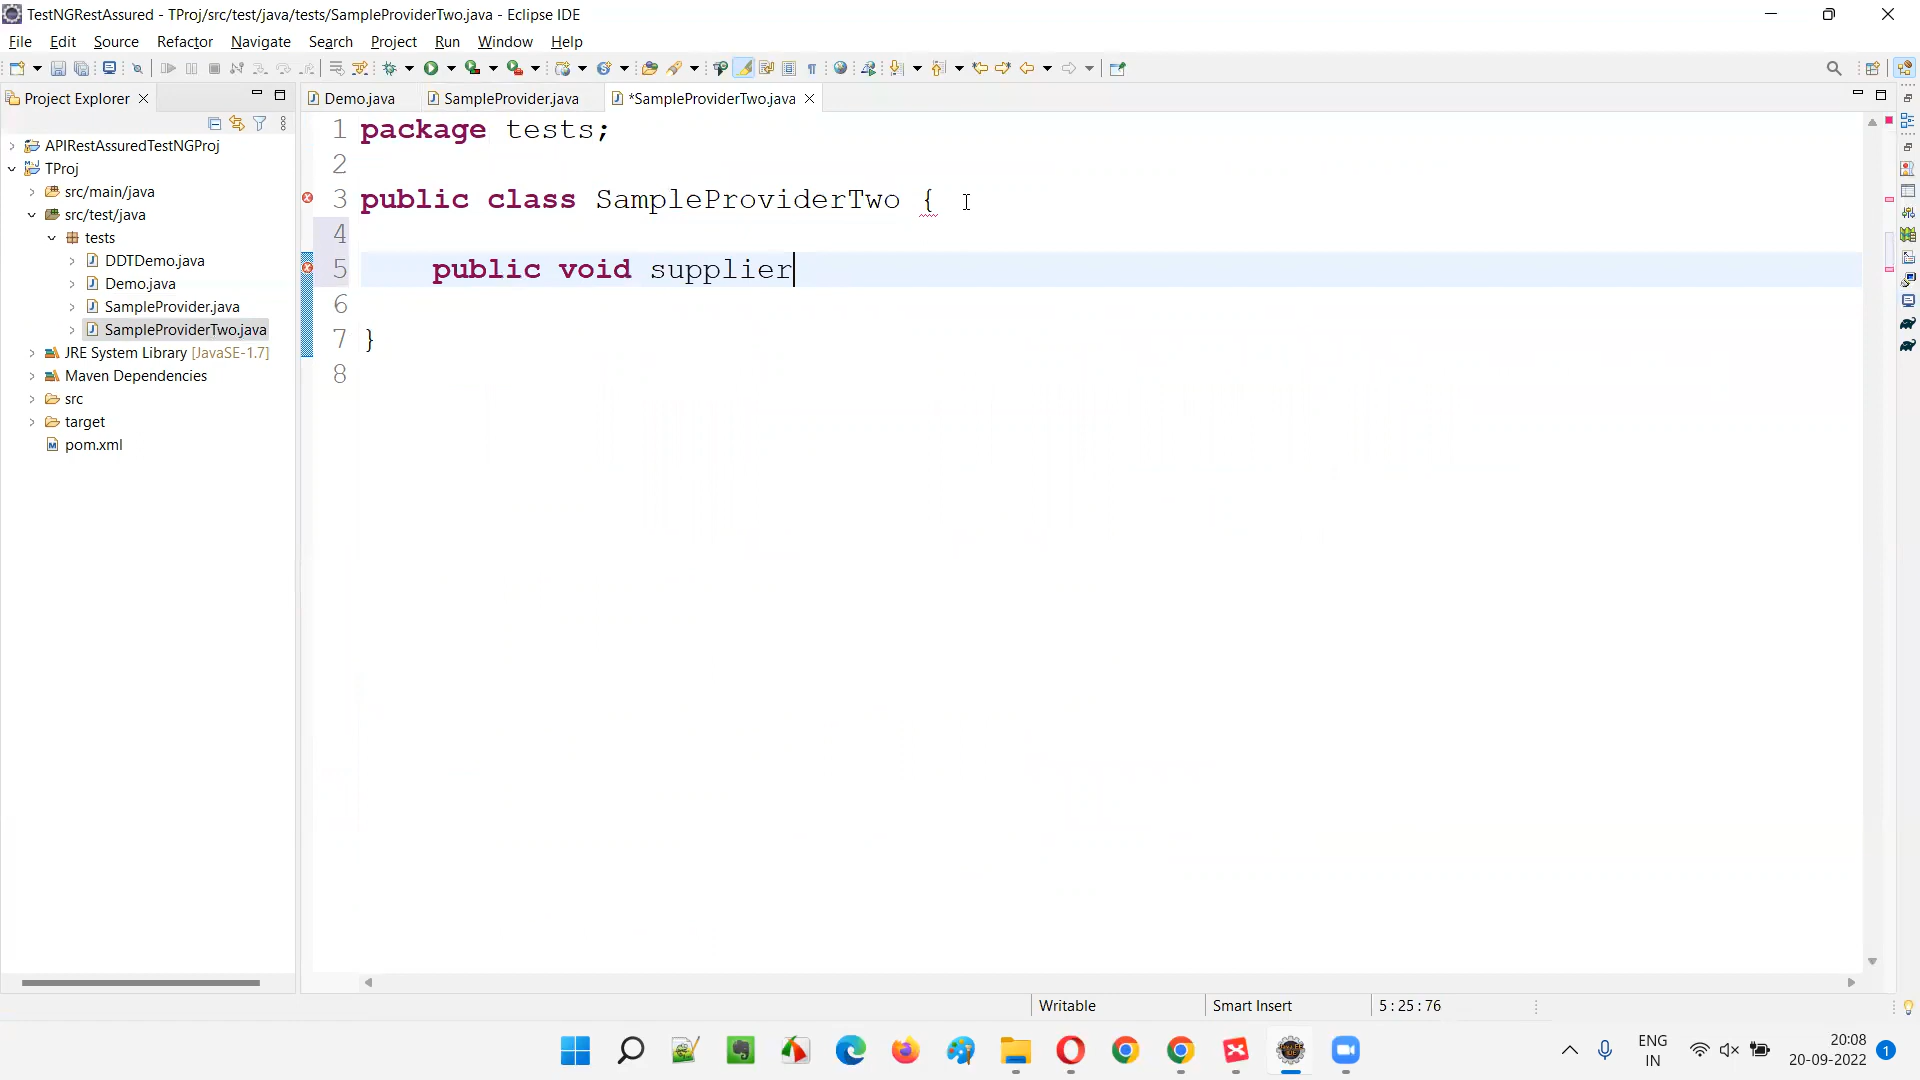 TestNGRestAssured - TProj/src/test/java/tests/SampleProviderTwo.java - Eclipse IDE
File Edit Source Refactor Navigate Search Project Run Window Help
Project Explorer
Demo.java SampleProvider.java *SampleProviderTwo.java
APIRestAssuredTestNGProj
TProj
src/main/java
src/test/java
tests
DDTDemo.java
Demo.java
SampleProvider.java
SampleProviderTwo.java
JRE System Library [JavaSE-1.7]
Maven Dependencies
src
target
pom.xml
1 package tests;
2
3 public class SampleProviderTwo {
4
5 public void supplier
6
7 }
8
Writable Smart Insert 5 : 25 : 76
ENG
IN
20:08
20-09-2022
1